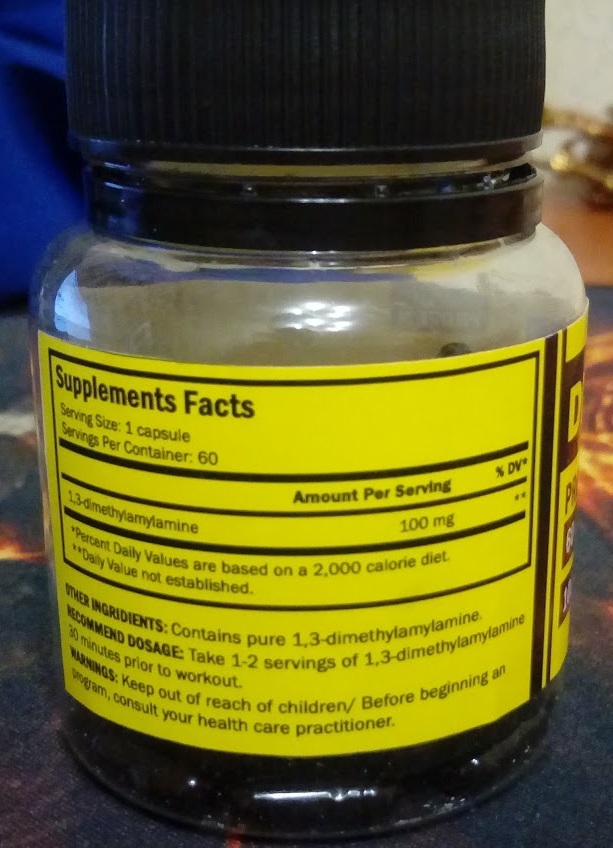 Supplements Facts
Serving Size: 1 capsule
Servings Per Container: 60
Amount Per Serving % DV*
1,3-dimethylamylamine 100 mg **
*Percent Daily Values are based on a 2,000 calorie diet.
**Daily Value not established.
OTHER INGRIDIENTS: Contains pure 1,3-dimethylamylamine.
RECOMMEND DOSAGE: Take 1-2 servings of 1,3-dimethylamylamine
30 minutes prior to workout.
WARNINGS: Keep out of reach of children/ Before beginning an
program, consult your health care practitioner.